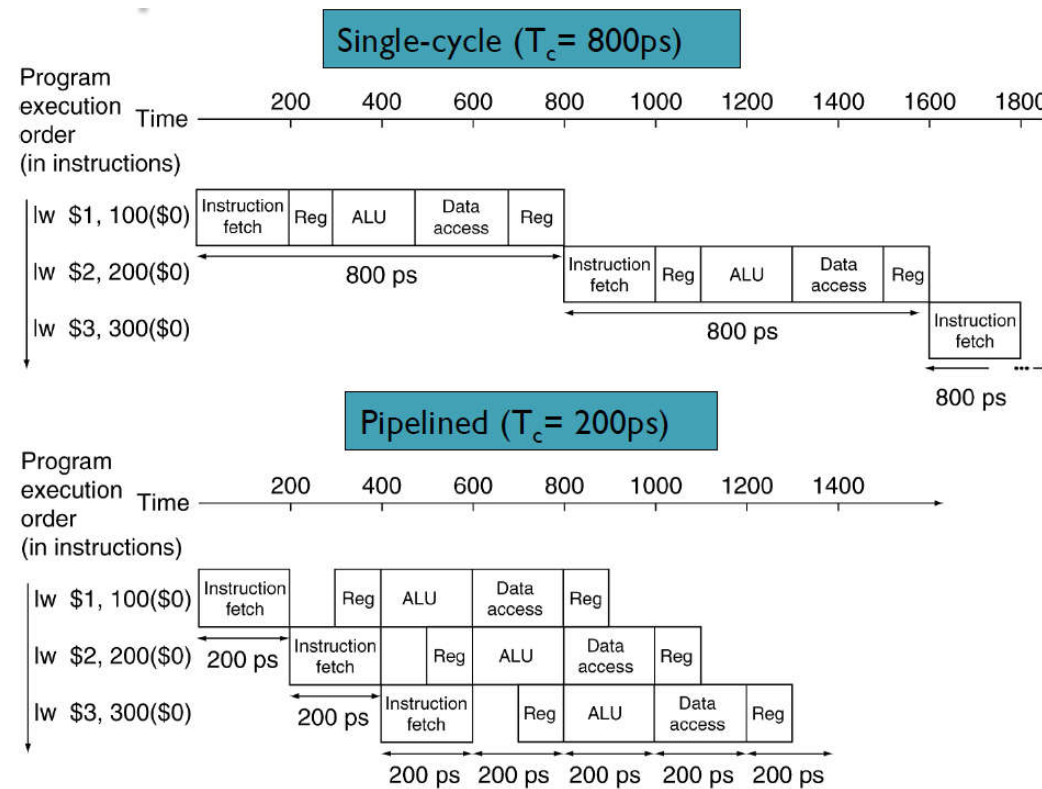 Single-cycle (Tc= 800ps)
Program
execution
order
(in instructions)
Time
200 400 600 800 1000 1200 1400 1600 1800
lw $1, 100($0)
Instruction
fetch
Reg
ALU
Data
access
Reg
800 ps
lw $2, 200($0)
Instruction
fetch
Reg
ALU
Data
access
Reg
800 ps
lw $3, 300($0)
Instruction
fetch
800 ps
...
Pipelined (Tc= 200ps)
Program
execution
order
(in instructions)
Time
200 400 600 800 1000 1200 1400
lw $1, 100($0)
Instruction
fetch
Reg
ALU
Data
access
Reg
200 ps
lw $2, 200($0)
Instruction
fetch
Reg
ALU
Data
access
Reg
200 ps
lw $3, 300($0)
Instruction
fetch
Reg
ALU
Data
access
Reg
200 ps 200 ps 200 ps 200 ps 200 ps